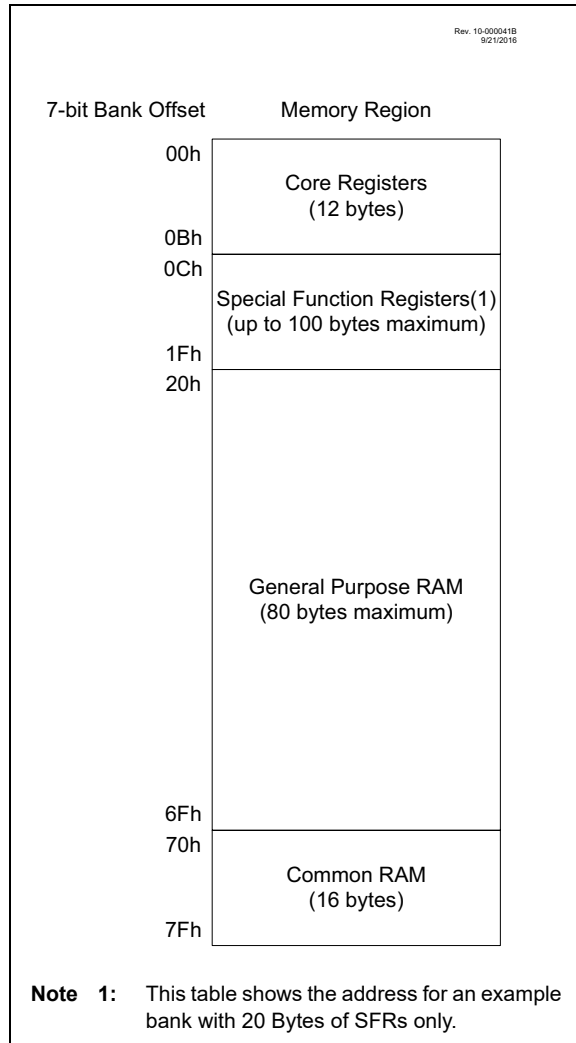 Rev. 10-000041B
9/21/2016
7-bit Bank Offset Memory Region
00h
Core Registers
(12 bytes)
0Bh
0Ch
Special Function Registers(1)
(up to 100 bytes maximum)
1Fh
20h
General Purpose RAM
(80 bytes maximum)
6Fh
70h
Common RAM
(16 bytes)
7Fh
Note 1: This table shows the address for an example
bank with 20 Bytes of SFRs only.